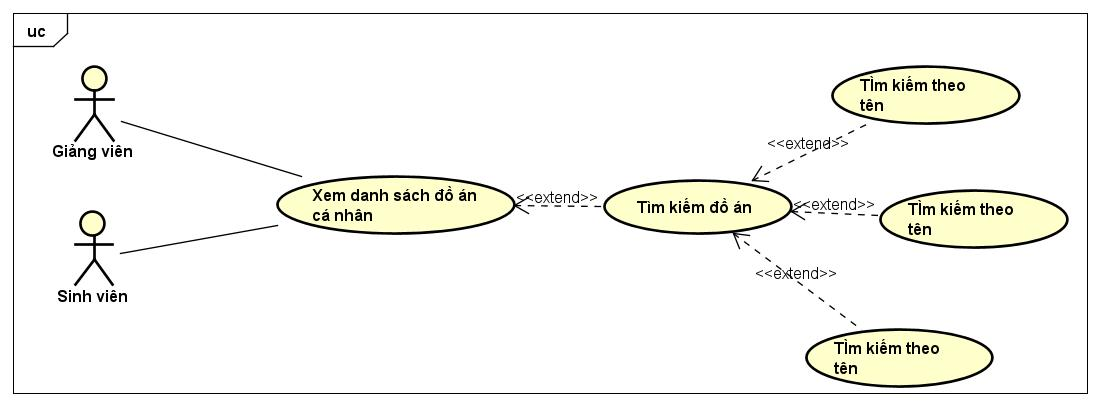 uc
Giảng viên
Sinh viên
Xem danh sách đồ án
cá nhân
<<extend>>
Tìm kiếm đồ án
<<extend>>
TÌm kiếm theo
tên
<<extend>>
TÌm kiếm theo
tên
<<extend>>
TÌm kiếm theo
tên